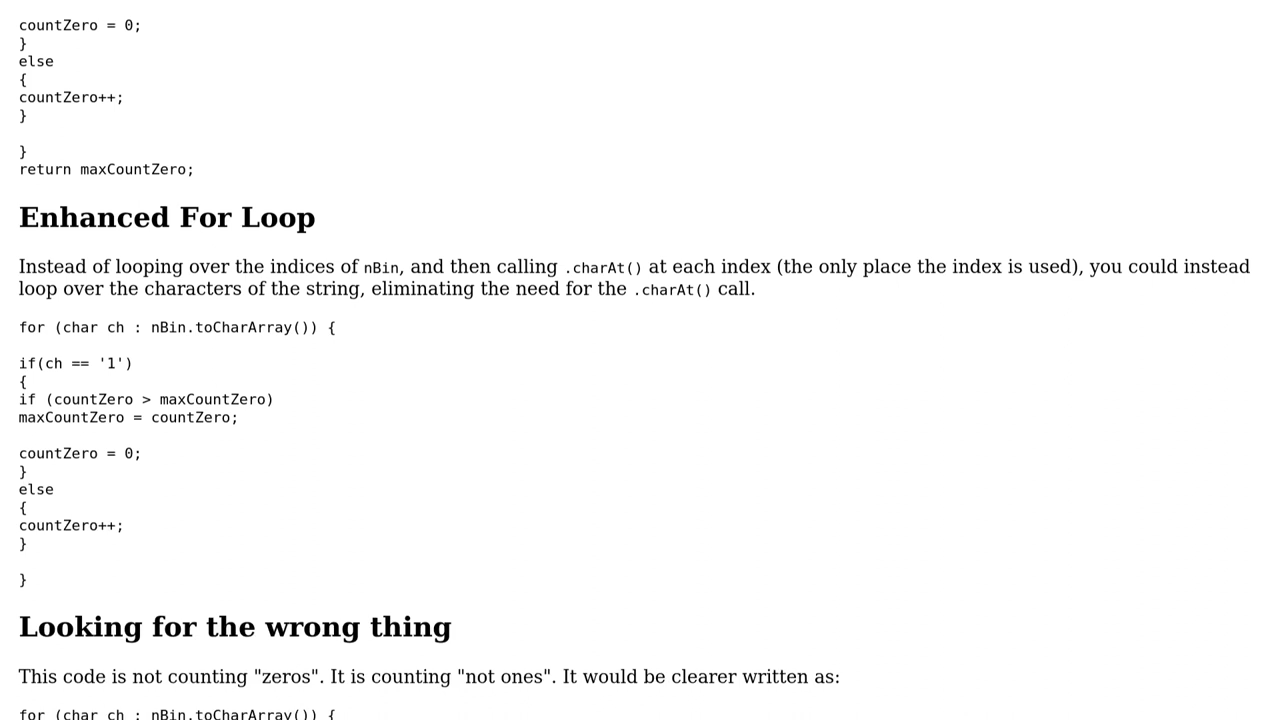 countZero = 0;
}
else
{
countZero++;
}
}
return maxCountZero;
Enhanced For Loop
Instead of looping over the indices of nBin, and then calling .charAt() at each index (the only place the index is used), you could instead
loop over the characters of the string, eliminating the need for the .charAt() call.
for (char ch : nBin.toCharArray()) {
if(ch == '1')
{
if (countZero > maxCountZero)
maxCountZero = countZero;
countZero = 0;
}
else
{
countZero++;
}
}
Looking for the wrong thing
This code is not counting "zeros". It is counting "not ones". It would be clearer written as:
for (char ch : nBin.toCharArray()) {